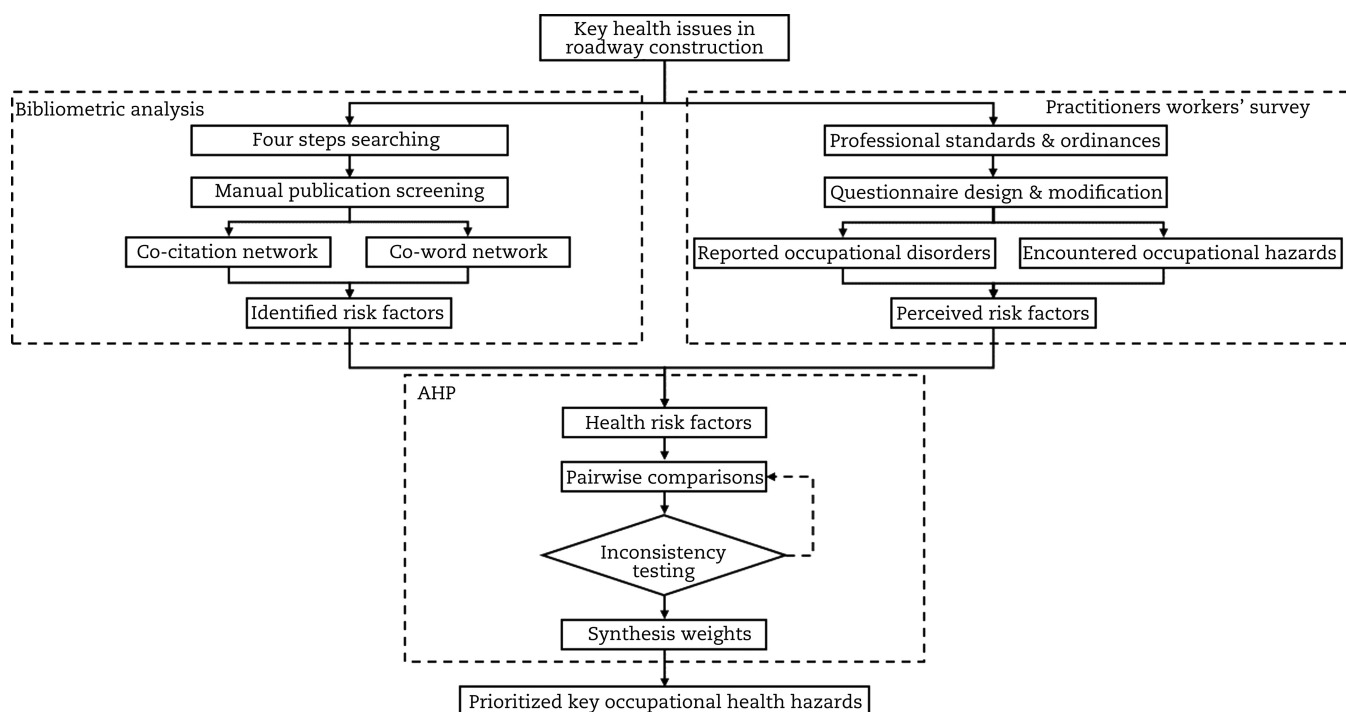 Key health issues in
roadway construction
Bibliometric analysis
Four steps searching
Manual publication screening
Co-citation network
Co-word network
Identified risk factors
Practitioners workers’ survey
Professional standards & ordinances
Questionnaire design & modification
Reported occupational disorders
Encountered occupational hazards
Perceived risk factors
AHP
Health risk factors
Pairwise comparisons
Inconsistency
testing
Synthesis weights
Prioritized key occupational health hazards